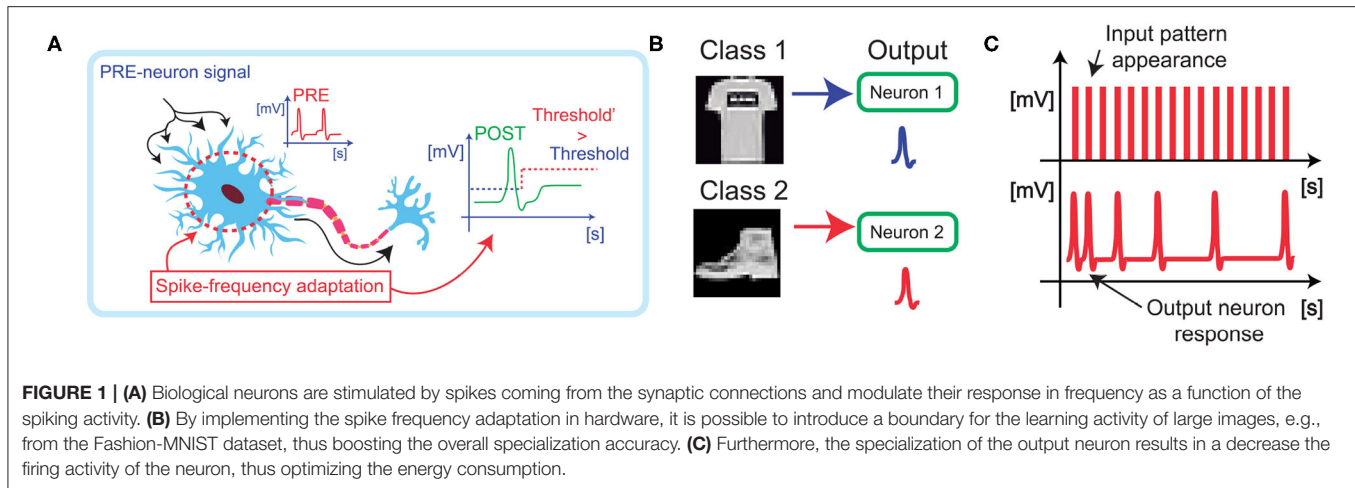 A
PRE-neuron signal
PRE
[mV]
[s]
POST
[mV]
Threshold'
>
Threshold
[s]
Spike-frequency adaptation
B
Class 1
Output
Neuron 1
Class 2
Neuron 2
C
Input pattern
appearance
[mV]
[s]
[mV]
Output neuron
response
[s]
FIGURE 1 | (A) Biological neurons are stimulated by spikes coming from the synaptic connections and modulate their response in frequency as a function of the
spiking activity. (B) By implementing the spike frequency adaptation in hardware, it is possible to introduce a boundary for the learning activity of large images, e.g.,
from the Fashion-MNIST dataset, thus boosting the overall specialization accuracy. (C) Furthermore, the specialization of the output neuron results in a decrease the
firing activity of the neuron, thus optimizing the energy consumption.